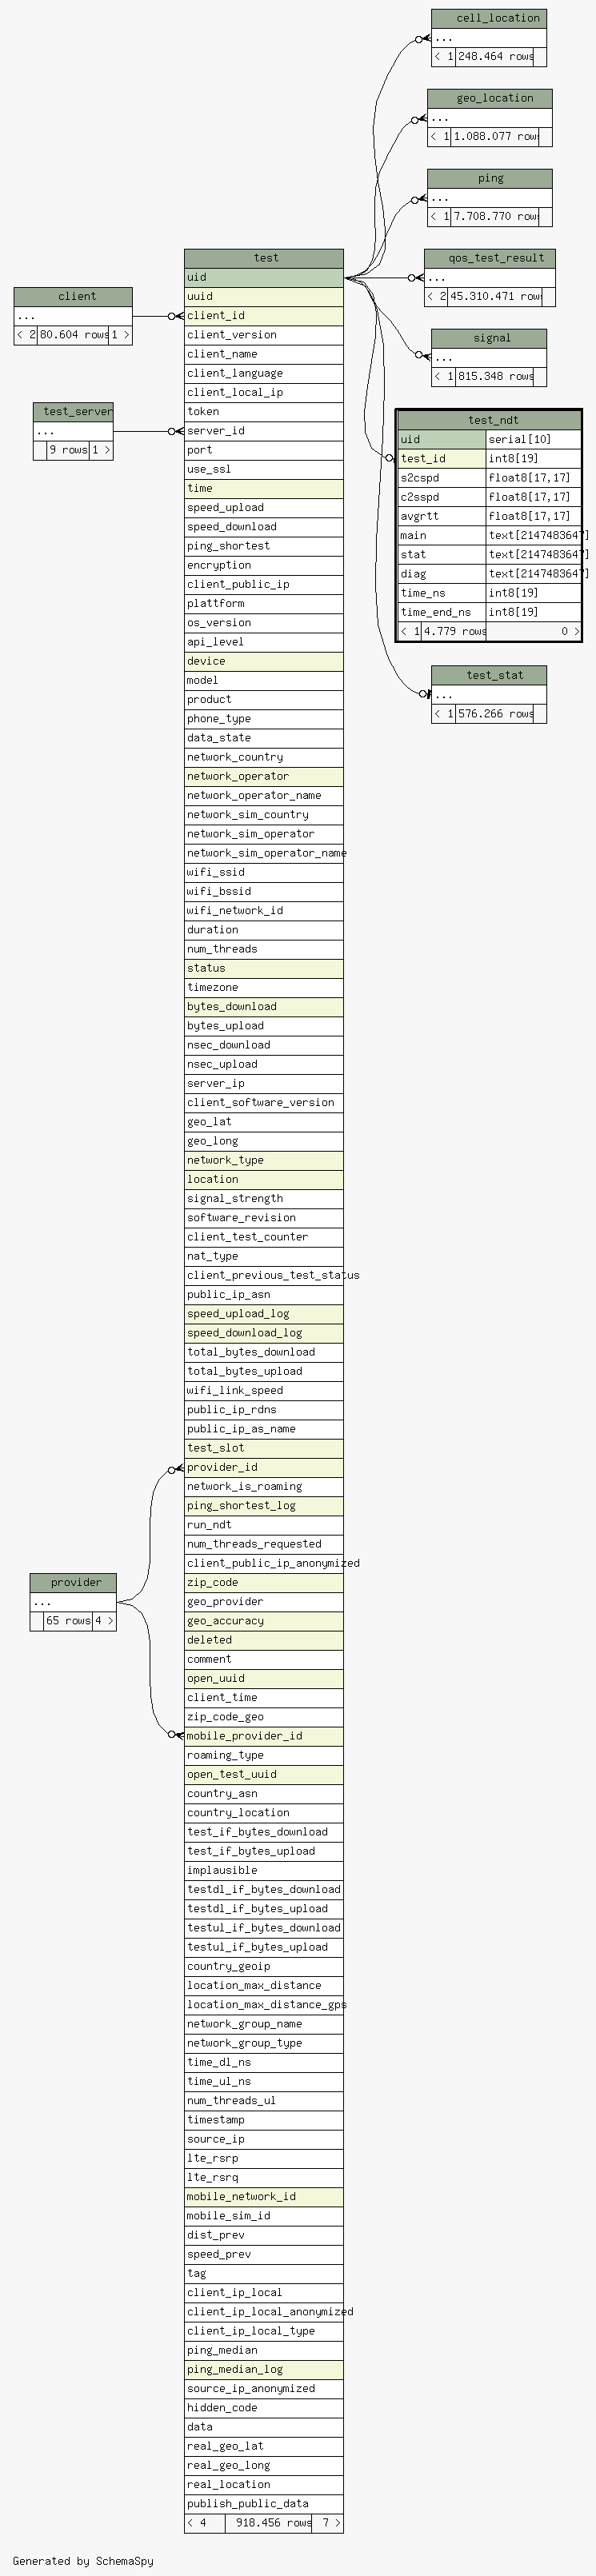 cell_location
...
< 1 248.464 rows
geo_location
...
< 1 1.088.077 rows
ping
...
< 1 7.708.770 rows
qos_test_result
...
< 2 45.310.471 rows
signal
...
< 1 815.348 rows
test_ndt
uid serial[10]
test_id int8[19]
s2cspd float8[17,17]
c2sspd float8[17,17]
avgrtt float8[17,17]
main text[2147483647]
stat text[2147483647]
diag text[2147483647]
time_ns int8[19]
time_end_ns int8[19]
< 1 4.779 rows 0 >
test_stat
...
< 1 576.266 rows
client
...
< 2 80.604 rows 1 >
test_server
...
9 rows 1 >
provider
...
65 rows 4 >
test
uid
uuid
client_id
client_version
client_name
client_language
client_local_ip
token
server_id
port
use_ssl
time
speed_upload
speed_download
ping_shortest
encryption
client_public_ip
plattform
os_version
api_level
device
model
product
phone_type
data_state
network_country
network_operator
network_operator_name
network_sim_country
network_sim_operator
network_sim_operator_name
wifi_ssid
wifi_bssid
wifi_network_id
duration
num_threads
status
timezone
bytes_download
bytes_upload
nsec_download
nsec_upload
server_ip
client_software_version
geo_lat
geo_long
network_type
location
signal_strength
software_revision
client_test_counter
nat_type
client_previous_test_status
public_ip_asn
speed_upload_log
speed_download_log
total_bytes_download
total_bytes_upload
wifi_link_speed
public_ip_rdns
public_ip_as_name
test_slot
provider_id
network_is_roaming
ping_shortest_log
run_ndt
num_threads_requested
client_public_ip_anonymized
zip_code
geo_provider
geo_accuracy
deleted
comment
open_uuid
client_time
zip_code_geo
mobile_provider_id
roaming_type
open_test_uuid
country_asn
country_location
test_if_bytes_download
test_if_bytes_upload
implausible
testdl_if_bytes_download
testdl_if_bytes_upload
testul_if_bytes_download
testul_if_bytes_upload
country_geoip
location_max_distance
location_max_distance_gps
network_group_name
network_group_type
time_dl_ns
time_ul_ns
num_threads_ul
timestamp
source_ip
lte_rsrp
lte_rsrq
mobile_network_id
mobile_sim_id
dist_prev
speed_prev
tag
client_ip_local
client_ip_local_anonymized
client_ip_local_type
ping_median
ping_median_log
source_ip_anonymized
hidden_code
data
real_geo_lat
real_geo_long
real_location
publish_public_data
< 4 918.456 rows 7 >
Generated by SchemaSpy